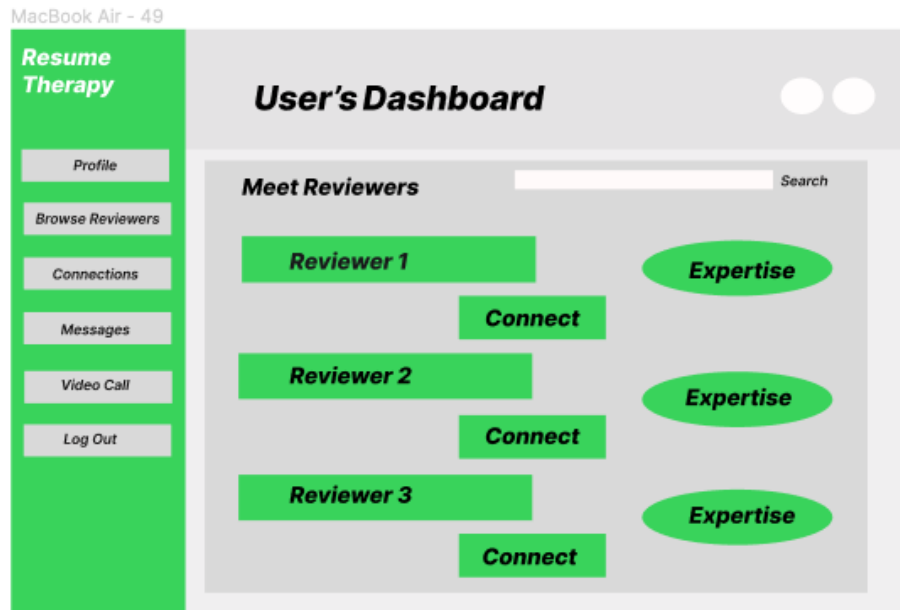 MacBook Air - 49
Resume
Therapy
User's Dashboard
Profile
Browse Reviewers
Connections
Messages
Video Call
Log Out
Meet Reviewers
Search
Reviewer 1
Expertise
Connect
Reviewer 2
Expertise
Connect
Reviewer 3
Expertise
Connect